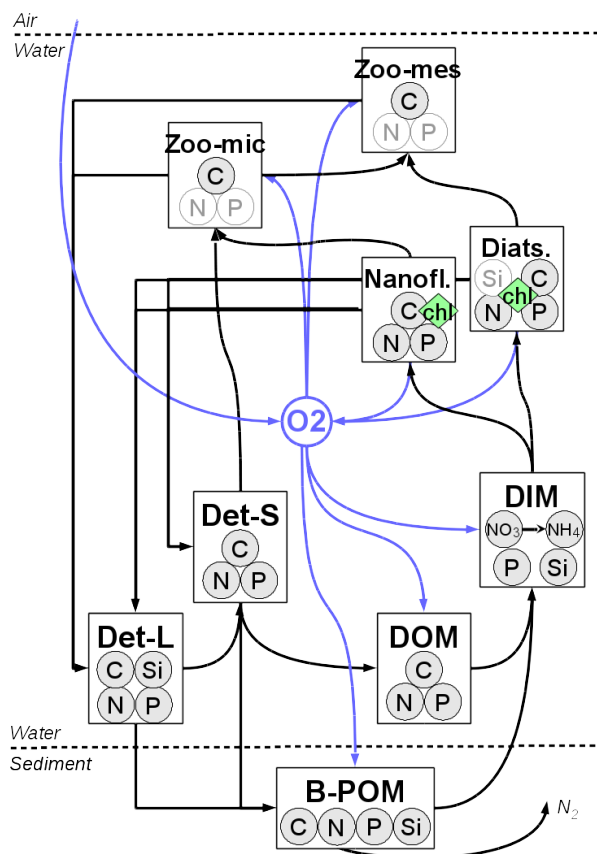 Air
Water
Zoo-mes
C
N P
Zoo-mic
C
N P
Diats.
Si C
chl
N P
Nanofl.
C chl
N P
O2
DIM
NO3 NH4
P Si
Det-S
C
N P
Det-L
C Si
N P
DOM
C
N P
Water
Sediment
B-POM
C N P Si
N2